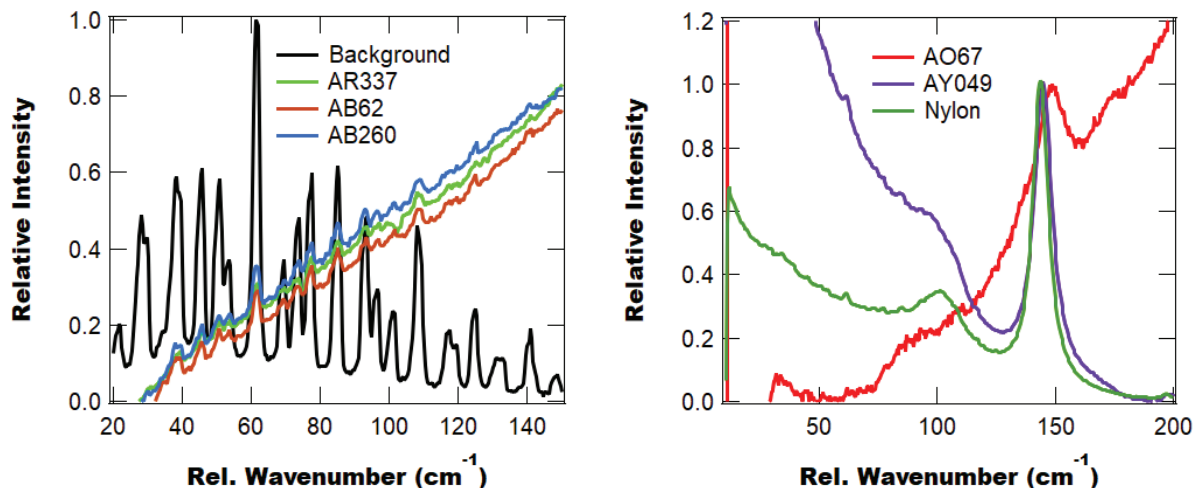 1.0
0.8
0.6
0.4
0.2
0.0
Relative Intensity
Background
AR337
AB62
AB260
20 40 60 80 100 120 140
Rel. Wavenumber (cm⁻¹)
1.2
1.0
0.8
0.6
0.4
0.2
0.0
Relative Intensity
AO67
AY049
Nylon
50 100 150 200
Rel. Wavenumber (cm⁻¹)